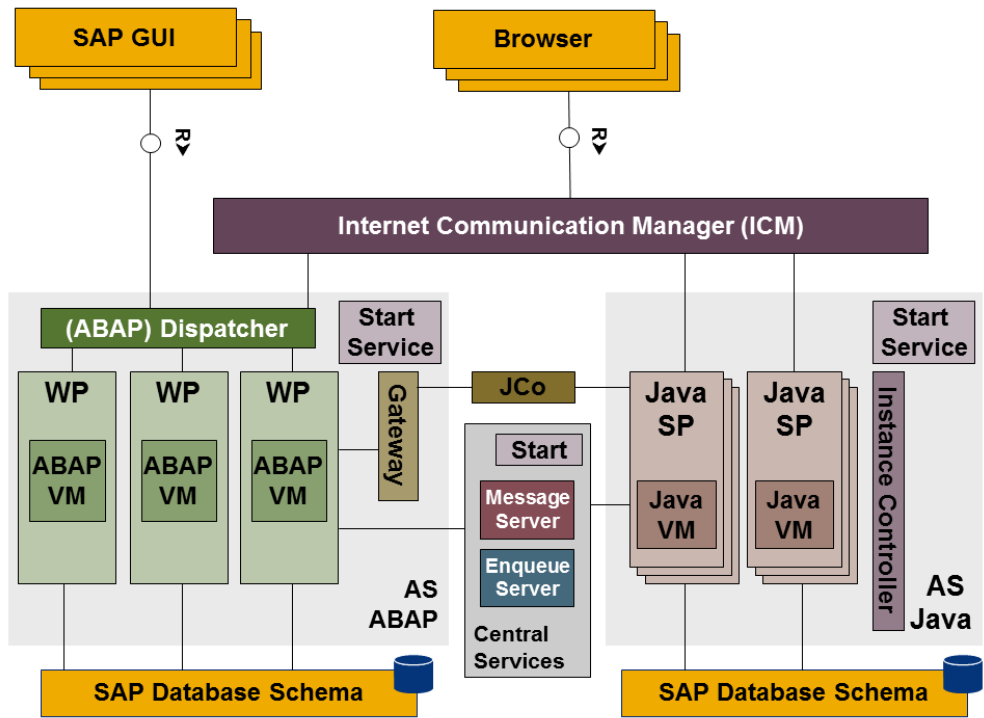 SAP GUI
Browser
R
R
Internet Communication Manager (ICM)
(ABAP) Dispatcher
Start
Service
Start
Service
WP
WP
WP
ABAP
VM
ABAP
VM
ABAP
VM
Gateway
JCo
Java
SP
Java
SP
Java
VM
Java
VM
Instance Controller
Start
Message
Server
Enqueue
Server
Central
Services
AS
ABAP
AS
Java
SAP Database Schema
SAP Database Schema